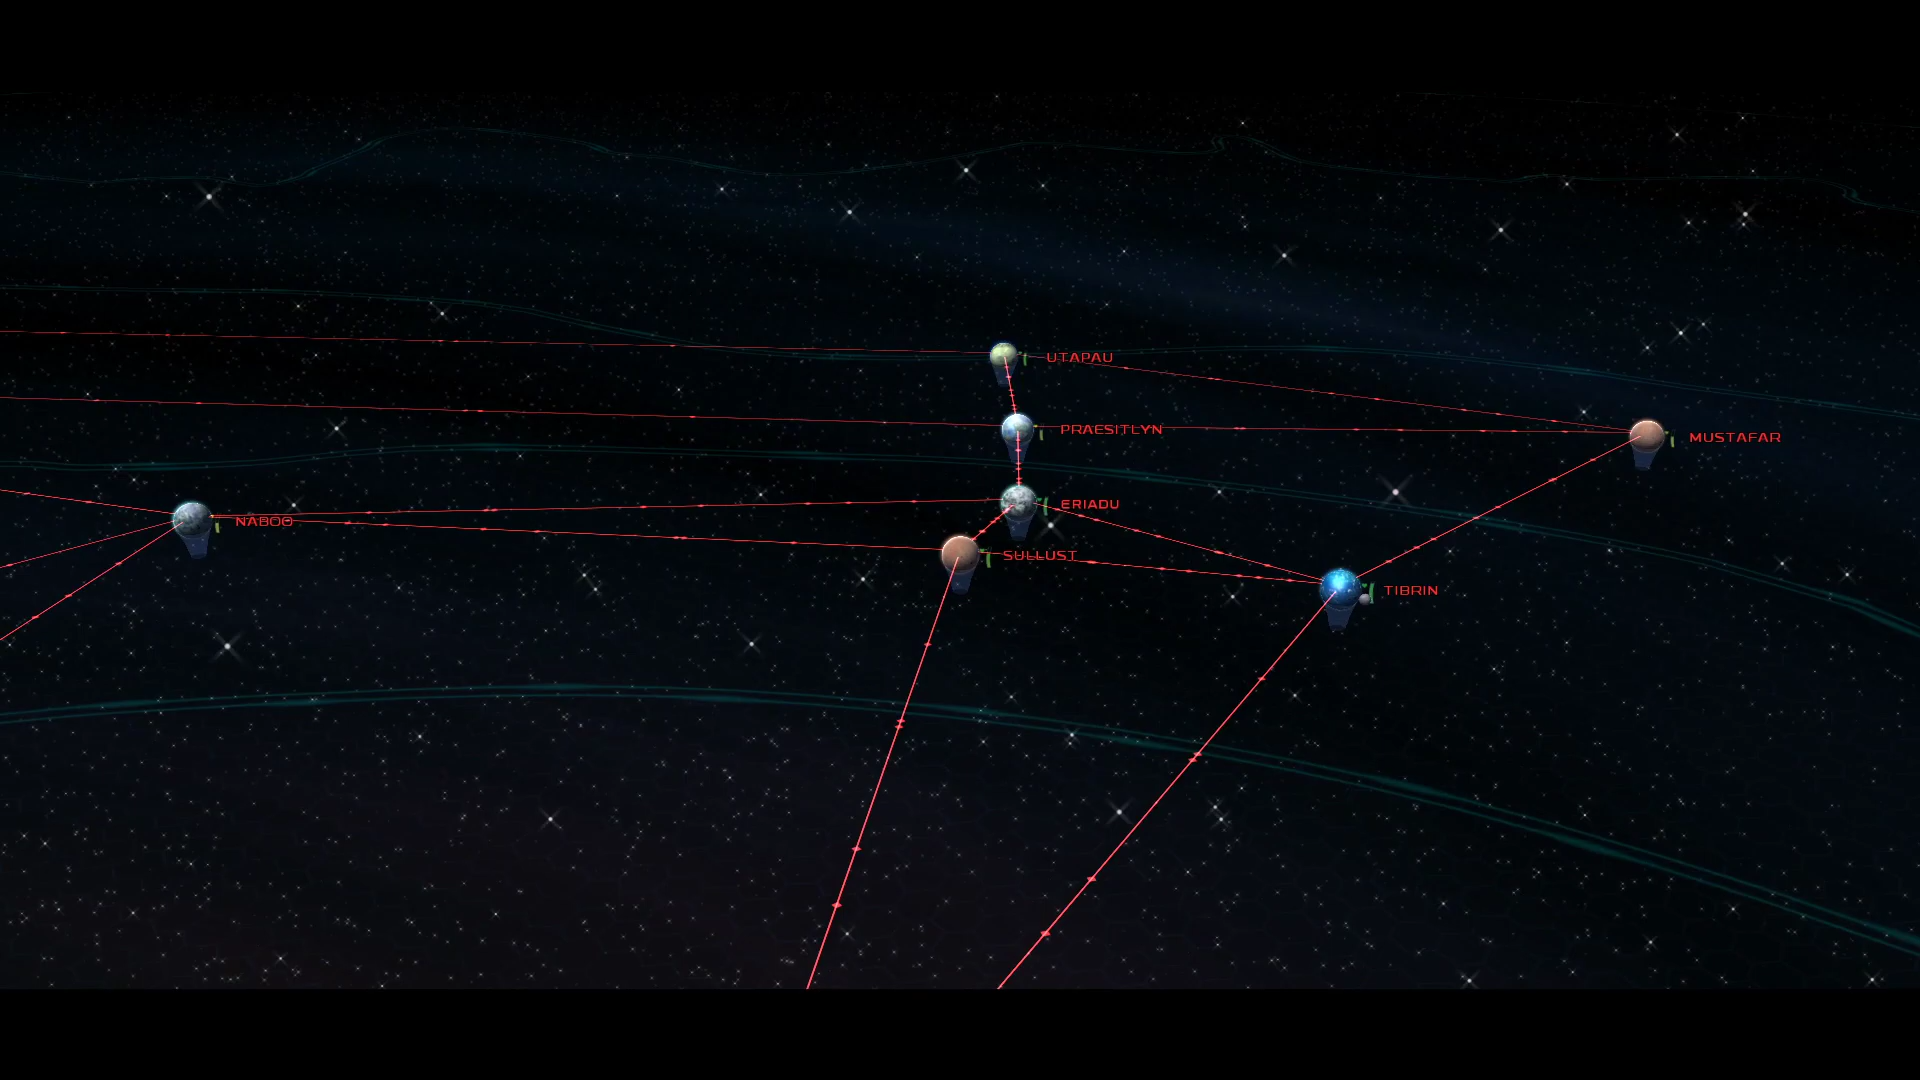 UTAPAU
PRAESITLYN
MUSTAFAR
ERIADU
NABOO
SULLUST
TIBRIN